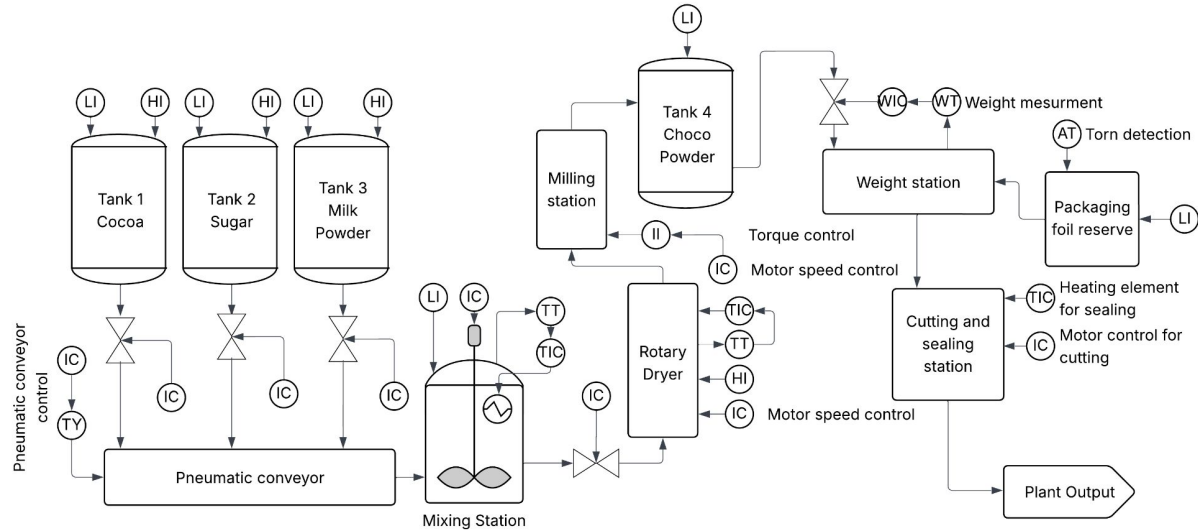 LI
LI
HI
LI
HI
LI
HI
Tank 1
Cocoa
Tank 2
Sugar
Tank 3
Milk
Powder
Tank 4
Choco
Powder
WIC
WT
Weight mesurment
AT
Torn detection
Milling
station
Weight station
Packaging
foil reserve
LI
II
Torque control
IC
Motor speed control
LI
IC
TT
TIC
TIC
TT
HI
IC
Motor speed control
Rotary
Dryer
Cutting and
sealing
station
TIC
Heating element
for sealing
IC
Motor control for
cutting
Pneumatic conveyor
control
IC
TY
IC
IC
IC
IC
Pneumatic conveyor
Mixing Station
Plant Output